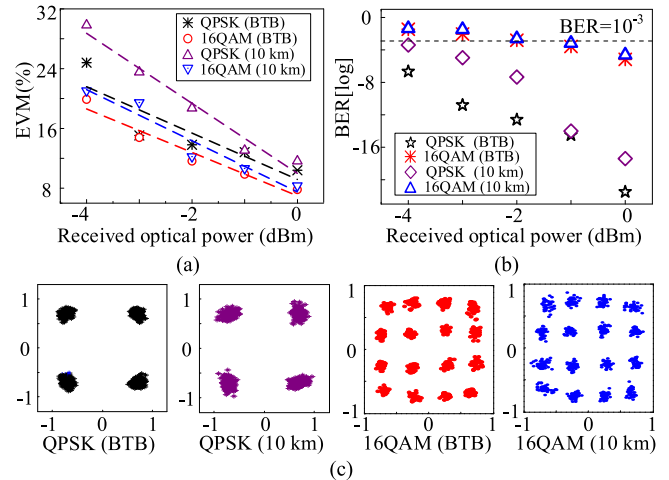 32
24
16
8
EVM(%)
QPSK (BTB)
16QAM (BTB)
QPSK (10 km)
16QAM (10 km)
-4
-2
0
Received optical power (dBm)
(a)
0
-8
-16
BER[log]
BER=10⁻³
QPSK (BTB)
16QAM (BTB)
QPSK (10 km)
16QAM (10 km)
-4
-2
0
Received optical power (dBm)
(b)
1
0
-1
-1
0
1
QPSK (BTB)
1
0
-1
-1
0
1
QPSK (10 km)
1
0
-1
-1
0
1
16QAM (BTB)
1
0
-1
-1
0
1
16QAM (10 km)
(c)